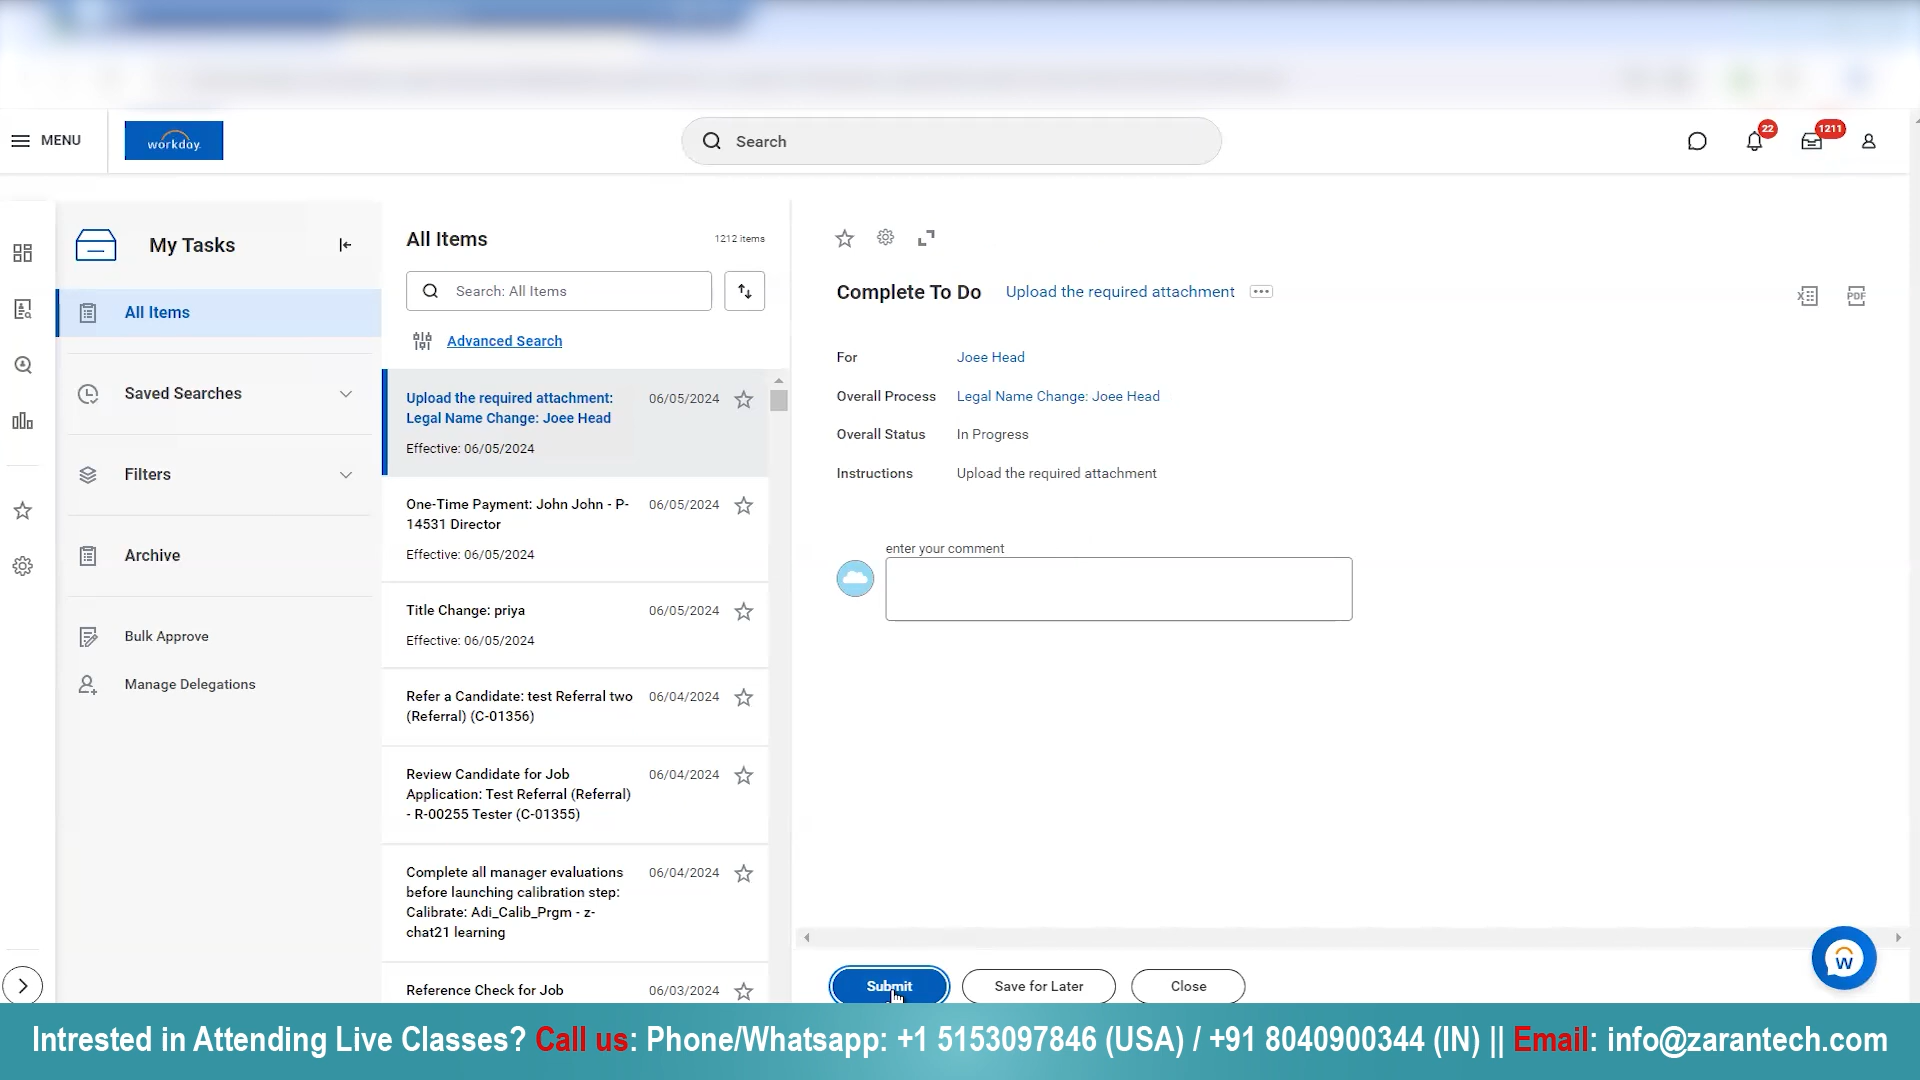 MENU
workday.
Search
22
1211
My Tasks
All Items
Saved Searches
Filters
Archive
Bulk Approve
Manage Delegations
All Items
1212 items
Search: All Items
Advanced Search
Upload the required attachment: 06/05/2024
Legal Name Change: Joee Head
Effective: 06/05/2024
One-Time Payment: John John - P- 06/05/2024
14531 Director
Effective: 06/05/2024
Title Change: priya 06/05/2024
Effective: 06/05/2024
Refer a Candidate: test Referral two 06/04/2024
(Referral) (C-01356)
Review Candidate for Job 06/04/2024
Application: Test Referral (Referral)
- R-00255 Tester (C-01355)
Complete all manager evaluations 06/04/2024
before launching calibration step:
Calibrate: Adi_Calib_Prgm - z-
chat21 learning
Reference Check for Job 06/03/2024
Complete To Do Upload the required attachment
PDF
For Joee Head
Overall Process Legal Name Change: Joee Head
Overall Status In Progress
Instructions Upload the required attachment
enter your comment
W
Submit Save for Later Close
Intrested in Attending Live Classes? Call us: Phone/Whatsapp: +1 5153097846 (USA) / +91 8040900344 (IN) || Email: info@zarantech.com